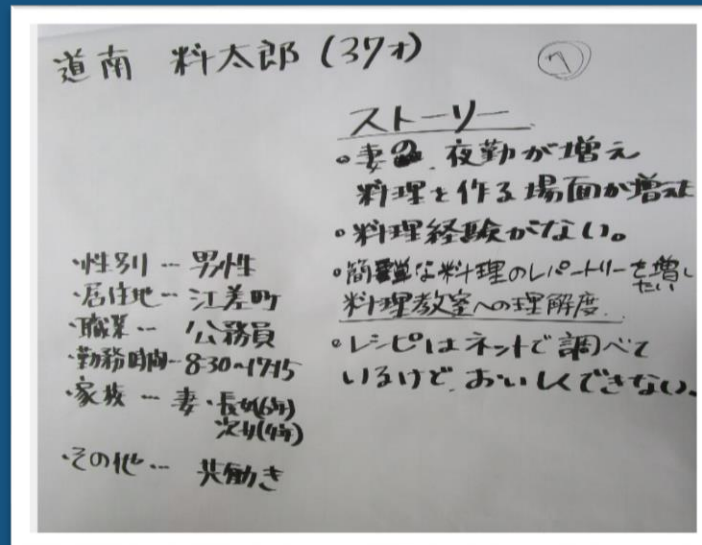 道南 料太郎 (37才)
⑦
ストーリー
・妻の 夜勤が増え
料理を作る場面が増えた
・料理経験がない。
・簡単な料理のレパートリーを増し
たい
料理教室への理解度
・レシピはネットで調べて
いるけど、おいしくできない。
・性別… 男性
・居住地… 江差町
・職業… 公務員
・勤務時間… 8:30〜17:15
・家族… 妻・長女(6才)
次女(4才)
・その他… 共働き